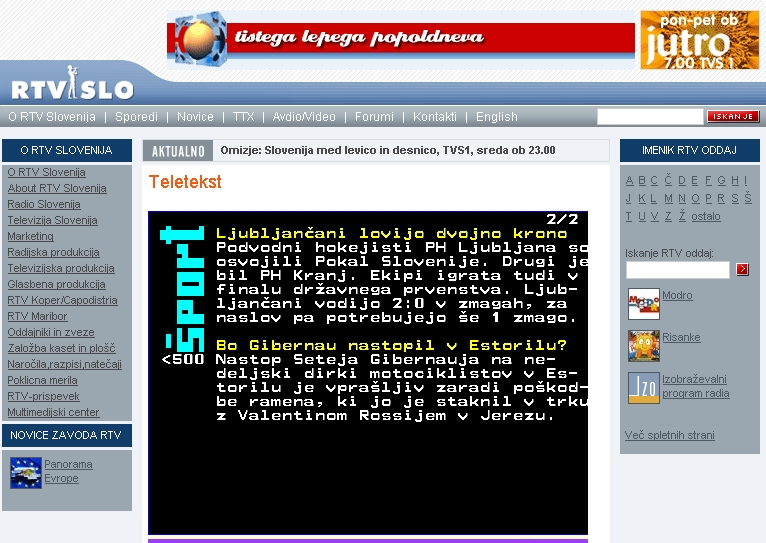 tistega lepega popoldneva
pon-pet ob
jutro
7.00 TVS 1
RTVSLO
O RTV Slovenija | Sporedi | Novice | TTX | Avdio/Video | Forumi | Kontakti | English
ISKANJE
O RTV SLOVENIJA
O RTV Slovenija
About RTV Slovenija
Radio Slovenija
Televizija Slovenija
Marketing
Radijska produkcija
Televizijska produkcija
Glasbena produkcija
RTV Koper/Capodistria
RTV Maribor
Oddajniki in zveze
Založba kaset in plošč
Naročila,razpisi,natečaji
Poklicna merila
RTV-prispevek
Multimedijski center
NOVICE ZAVODA RTV
Panorama
Evrope
AKTUALNO
Omizje: Slovenija med levico in desnico, TVS1, sreda ob 23.00
Teletekst
2/2
šport
<500
Ljubljančani lovijo dvojno krono
Podvodni hokejisti PH Ljubljana so
osvojili Pokal Slovenije. Drugi je
bil PH Kranj. Ekipi igrata tudi v
finalu državnega prvenstva. Ljub-
ljančani vodijo 2:0 v zmagah, za
naslov pa potrebujejo še 1 zmago.
Bo Gibernau nastopil v Estorilu?
Nastop Seteja Gibernauja na ne-
deljski dirki motociklistov v Es-
torilu je vprašljiv zaradi poškod-
be ramena, ki jo je staknil v trku
z Valentinom Rossijem v Jerezu.
IMENIK RTV ODDAJ
A B C Č D E F G H I
J K L M N O P R S Š
T U V Z Ž ostalo
Iskanje RTV oddaj:
Modro
Risanke
Izo
Izobraževalni
program radia
Več spletnih strani